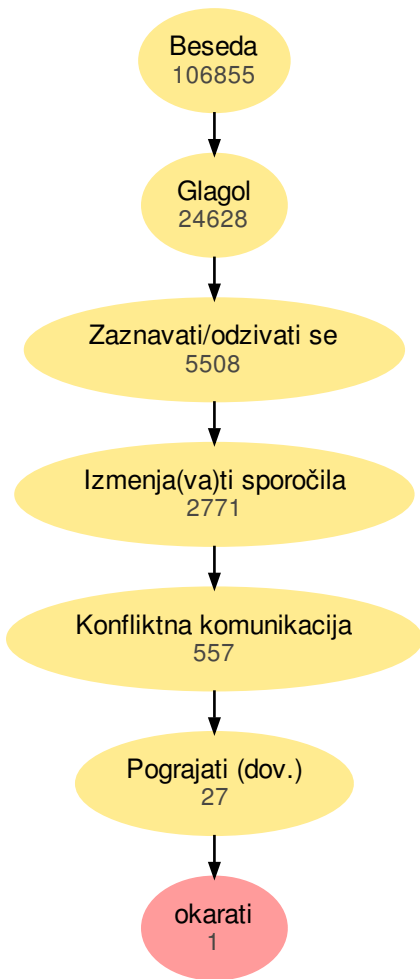 Beseda
106855
Glagol
24628
Zaznavati/odzivati se
5508
Izmenja(va)ti sporočila
2771
Konfliktna komunikacija
557
Pograjati (dov.)
27
okarati
1